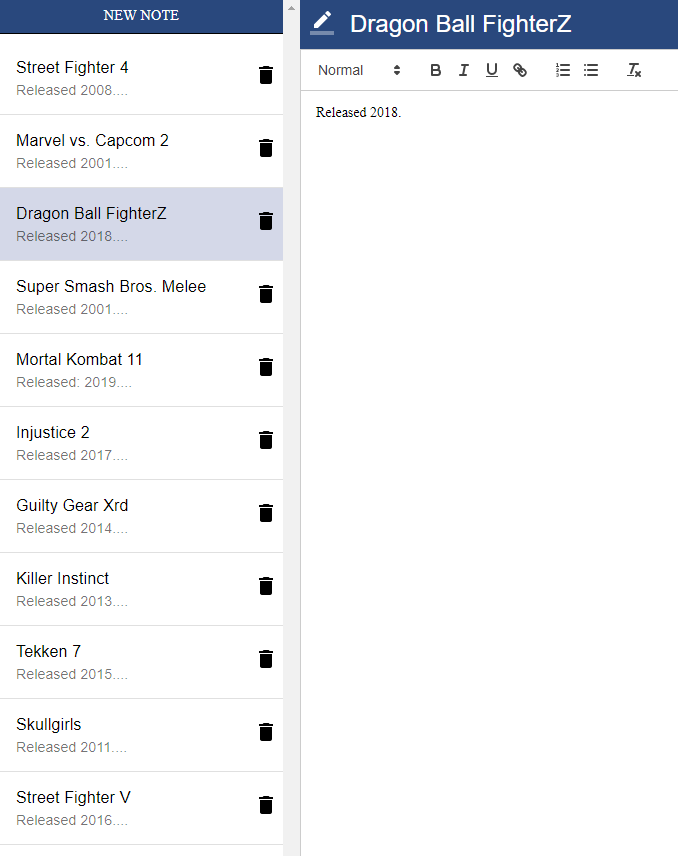 NEW NOTE
Street Fighter 4
Released 2008....
Marvel vs. Capcom 2
Released 2001....
Dragon Ball FighterZ
Released 2018....
Super Smash Bros. Melee
Released 2001....
Mortal Kombat 11
Released: 2019....
Injustice 2
Released 2017....
Guilty Gear Xrd
Released 2014....
Killer Instinct
Released 2013....
Tekken 7
Released 2015....
Skullgirls
Released 2011....
Street Fighter V
Released 2016....
Dragon Ball FighterZ
Normal B I U
Released 2018.